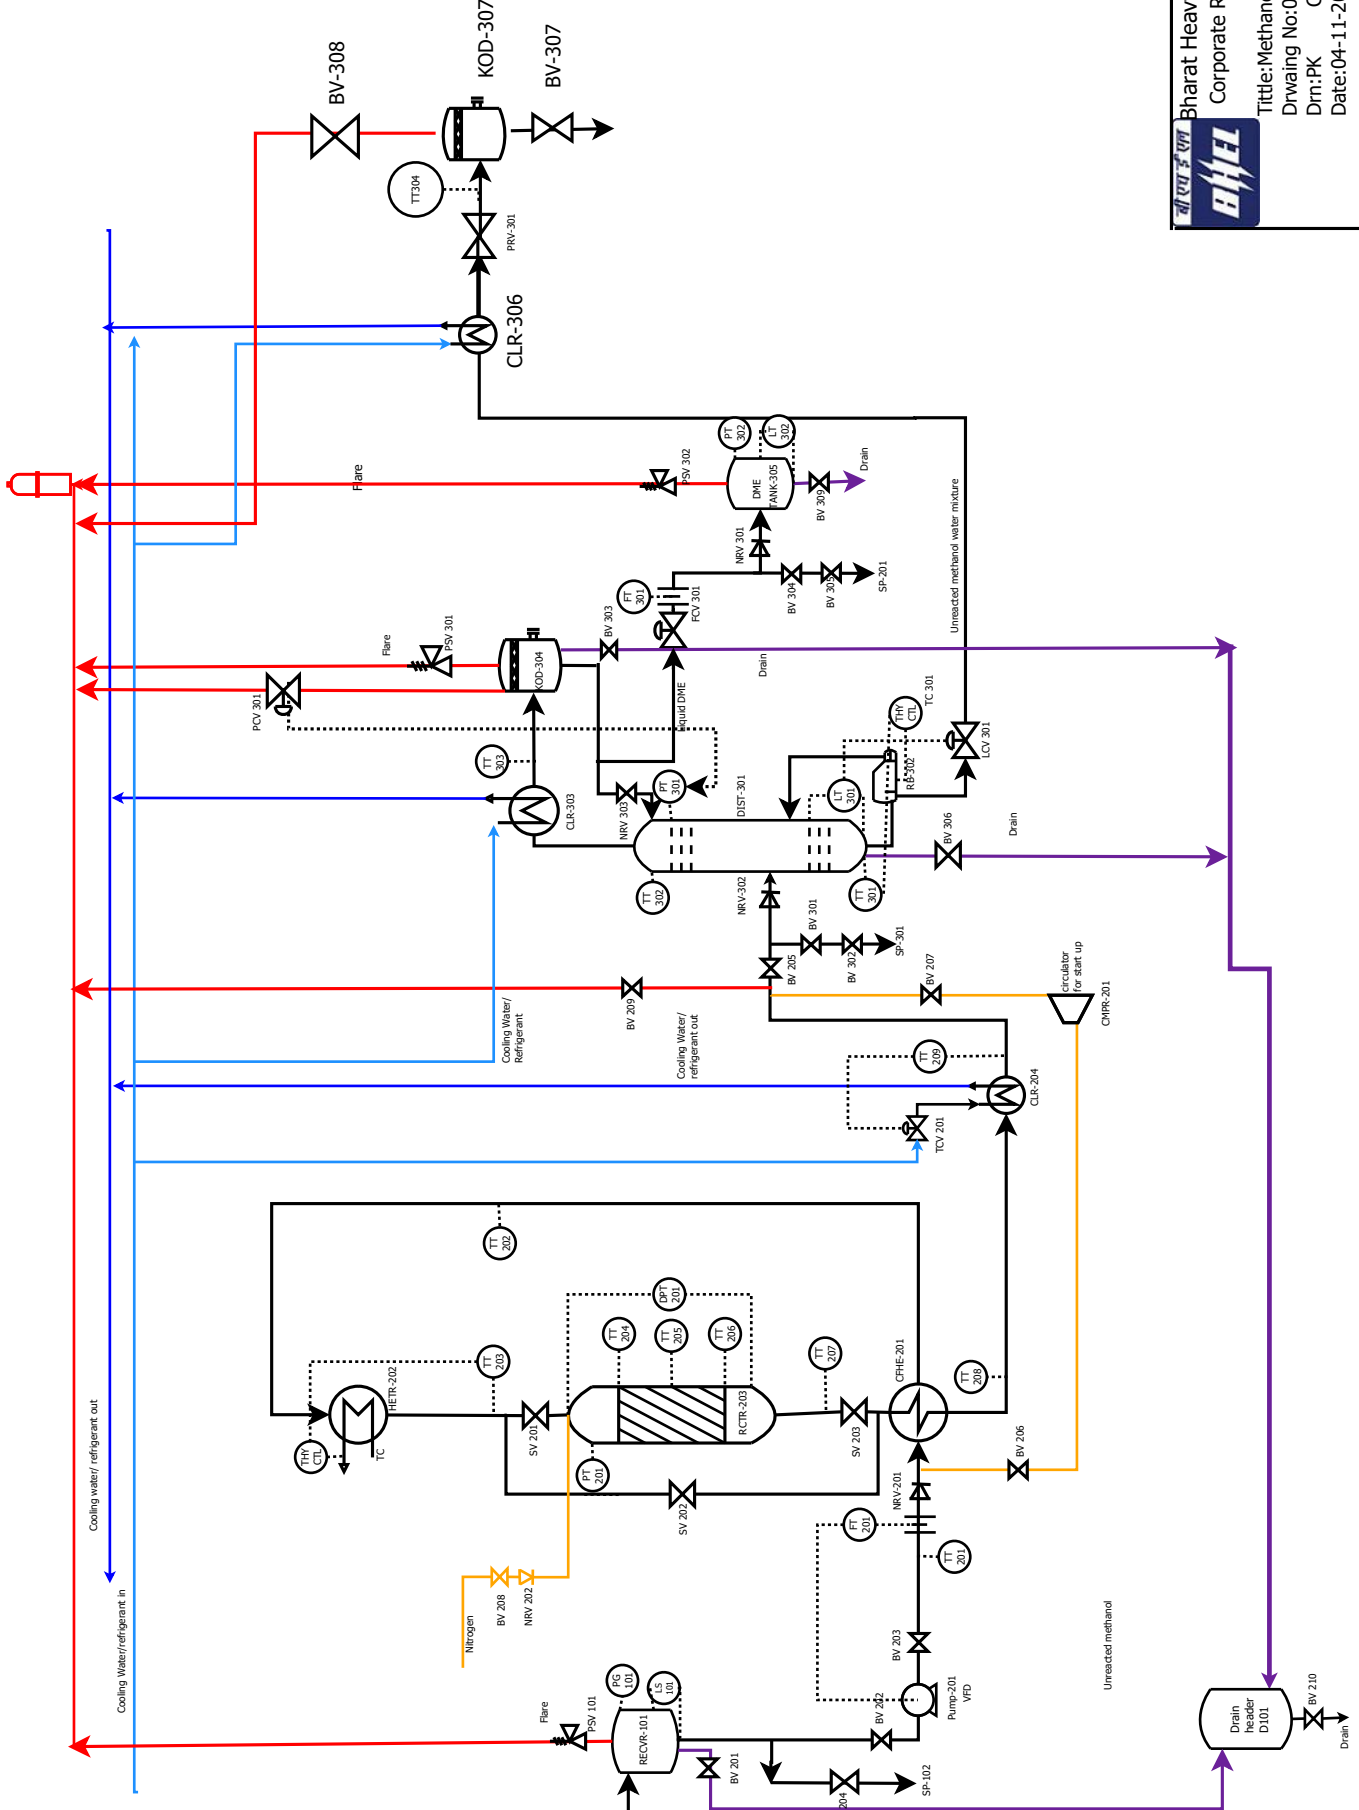 Bharat Heav
Corporate R
बी एच ई एल
Tittle:Methano
Drwaing No:0
Drn:PK
Date:04-11-20
BV-308
KOD-307
BV-307
TT304
PRV-301
CLR-306
Flare
PSV 302
PT
302
LT
302
DME
TANK-305
BV 309
Drain
NRV 301
BV 304
BV 305
SP-201
FT
301
FCV 301
BV 303
Flare
PSV 301
KOD-304
PCV 301
Liquid DME
Drain
Unreacted methanol water mixture
TT
303
CLR-303
NRV 303
PT
301
DIST-301
LT
301
THY
CTL
TC 301
RB-302
LCV 301
BV 306
Drain
TT
302
TT
301
NRV-302
BV 301
BV 302
SP-301
BV 205
BV 207
circulator
for start up
CMPR-201
BV 209
Cooling Water/
Refrigerant
Cooling Water/
refrigerant out
TT
209
TCV 201
CLR-204
TT
202
DPT
201
TT
204
TT
205
TT
206
TT
207
TT
203
HETR-202
THY
CTL
TC
SV 201
RCTR-203
SV 203
CFHE-201
TT
208
BV 206
PT
201
SV 202
NRV-201
FT
201
TT
201
Cooling water/ refrigerant out
Cooling Water/refrigerant in
Nitrogen
BV 208
NRV 202
BV 203
Pump-201
VFD
BV 202
Unreacted methanol
PG
101
LS
101
Flare
PSV 101
RECVR-101
BV 201
204
SP-102
Drain
header
D101
BV 210
Drain